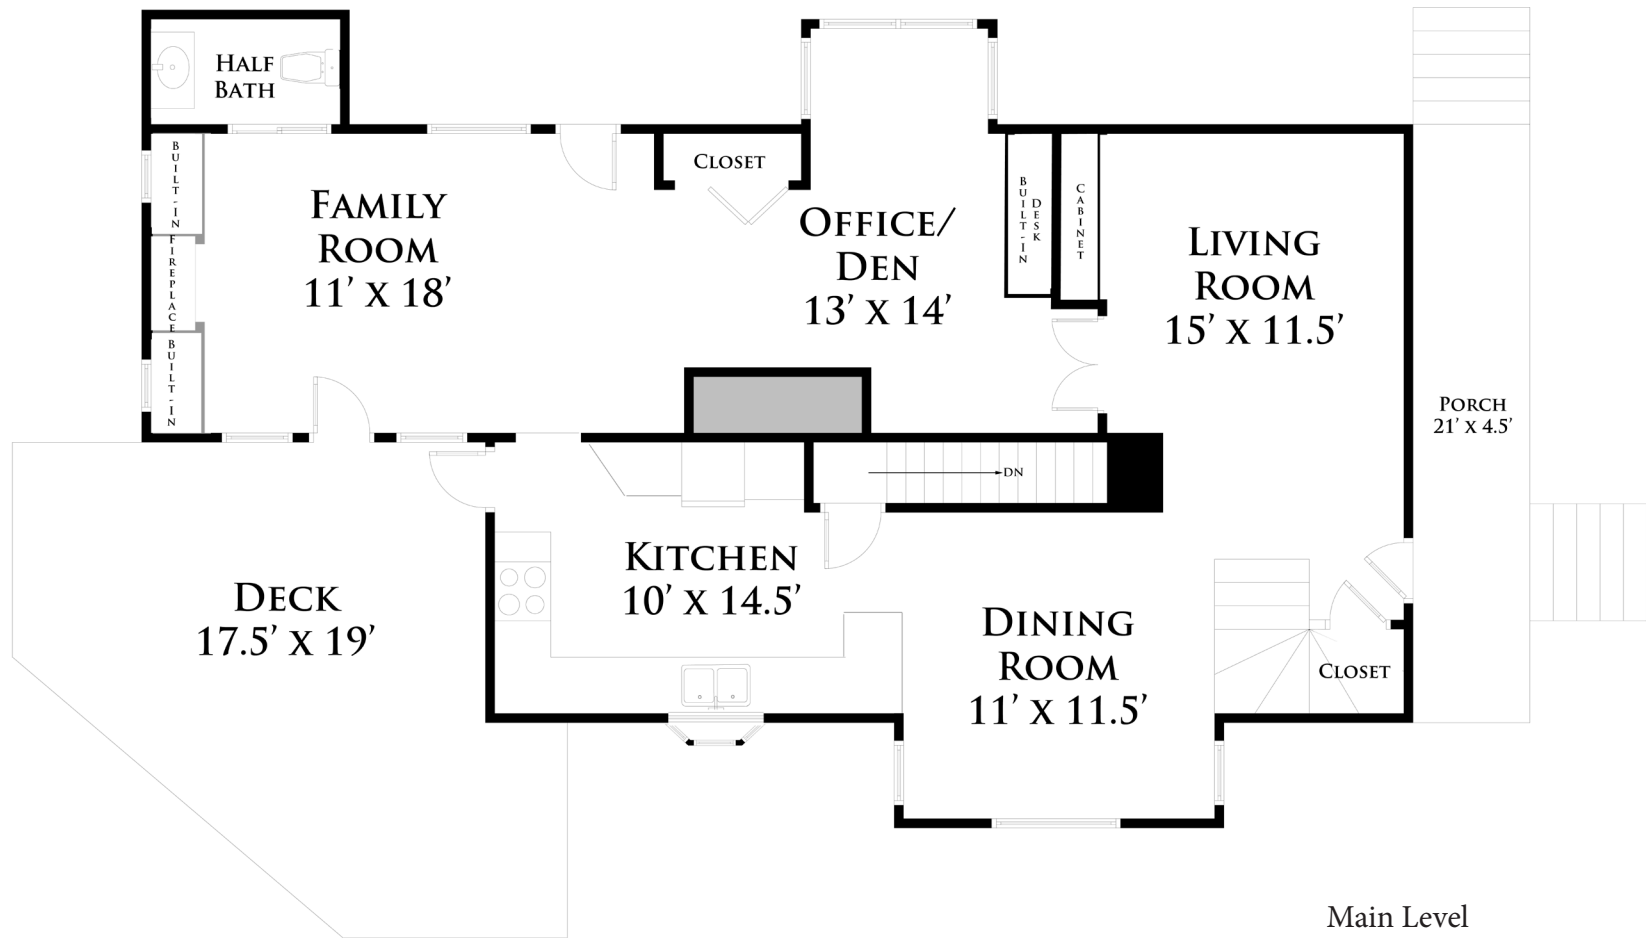 HALF
BATH
BUILT-IN
FIREPLACE
BUILT-IN
FAMILY
ROOM
11’ X 18’
CLOSET
OFFICE/
DEN
13’ X 14’
BUILT-IN
DESK
CABINET
LIVING
ROOM
15’ X 11.5’
PORCH
21’ X 4.5’
DN
KITCHEN
10’ X 14.5’
DECK
17.5’ X 19’
DINING
ROOM
11’ X 11.5’
CLOSET
Main Level